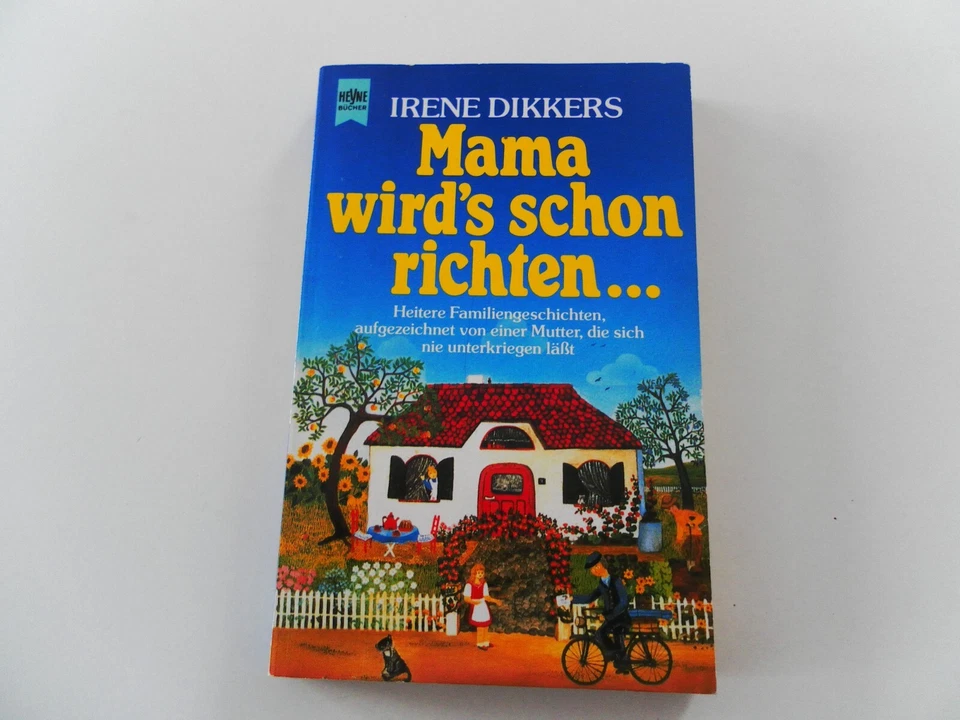 HEYNE
BÜCHER
IRENE DIKKERS
Mama
wird's schon
richten...
Heitere Familiengeschichten,
aufgezeichnet von einer Mutter, die sich
nie unterkriegen läßt